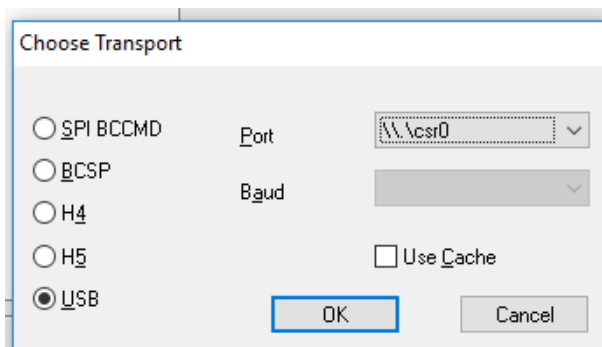 Choose Transport
SPI BCCMD
BCSP
H4
H5
USB
Port
\\.\csr0
Baud
Use Cache
OK
Cancel